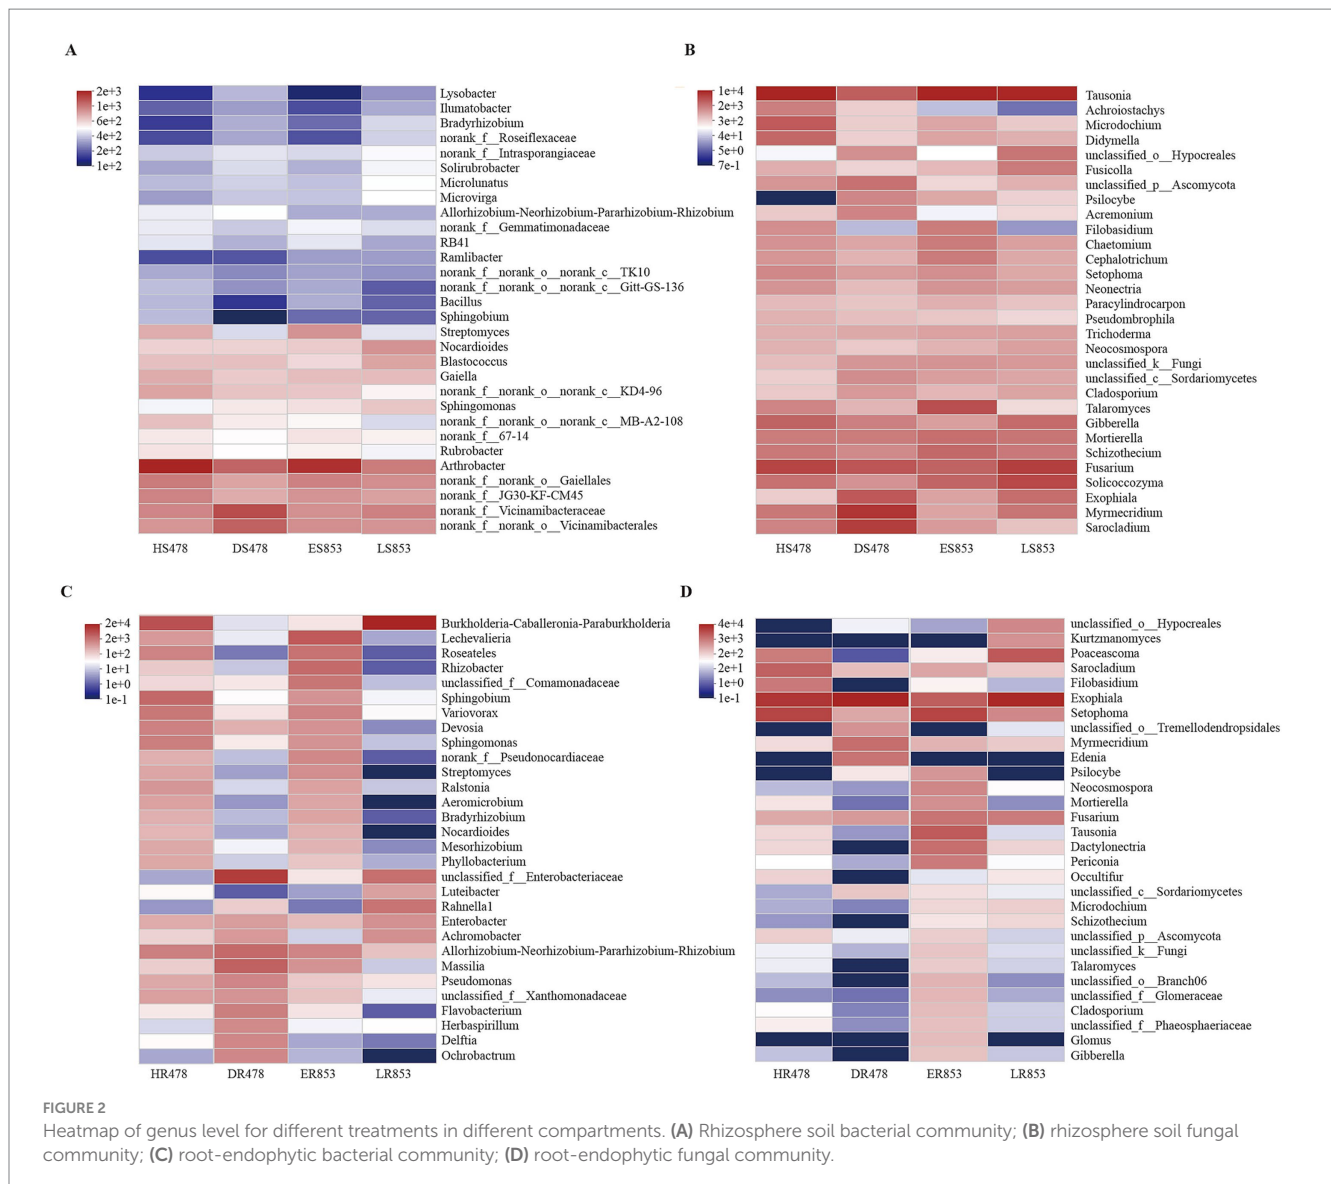 A
2e+3
1e+3
6e+2
4e+2
2e+2
1e+2
Lysobacter
Ilumatobacter
Bradyrhizobium
norank_f__Roseiflexaceae
norank_f__Intrasporangiaceae
Solirubrobacter
Microlunatus
Microvirga
Allorhizobium-Neorhizobium-Pararhizobium-Rhizobium
norank_f__Gemmatimonadaceae
RB41
Ramlibacter
norank_f__norank_o__norank_c__TK10
norank_f__norank_o__norank_c__Gitt-GS-136
Bacillus
Sphingobium
Streptomyces
Nocardioides
Blastococcus
Gaiella
norank_f__norank_o__norank_c__KD4-96
Sphingomonas
norank_f__norank_o__norank_c__MB-A2-108
norank_f__67-14
Rubrobacter
Arthrobacter
norank_f__norank_o__Gaiellales
norank_f__JG30-KF-CM45
norank_f__Vicinamibacteraceae
norank_f__norank_o__Vicinamibacterales
HS478 DS478 ES853 LS853
B
1e+4
2e+3
3e+2
4e+1
5e+0
7e-1
Tausonia
Achroiostachys
Microdochium
Didymella
unclassified_o__Hypocreales
Fusicolla
unclassified_p__Ascomycota
Psilocybe
Acremonium
Filobasidium
Chaetomium
Cephalotrichum
Setophoma
Neonectria
Paracylindrocarpon
Pseudombrophila
Trichoderma
Neocosmospora
unclassified_k__Fungi
unclassified_c__Sordariomycetes
Cladosporium
Talaromyces
Gibberella
Mortierella
Schizothecium
Fusarium
Solicoccozyma
Exophiala
Myrmecridium
Sarocladium
HS478 DS478 ES853 LS853
C
2e+4
2e+3
1e+2
1e+1
1e+0
1e-1
Burkholderia-Caballeronia-Paraburkholderia
Lechevalieria
Roseateles
Rhizobacter
unclassified_f__Comamonadaceae
Sphingobium
Variovorax
Devosia
Sphingomonas
norank_f__Pseudonocardiaceae
Streptomyces
Ralstonia
Aeromicrobium
Bradyrhizobium
Nocardioides
Mesorhizobium
Phyllobacterium
unclassified_f__Enterobacteriaceae
Luteibacter
Rahnella1
Enterobacter
Achromobacter
Allorhizobium-Neorhizobium-Pararhizobium-Rhizobium
Massilia
Pseudomonas
unclassified_f__Xanthomonadaceae
Flavobacterium
Herbaspirillum
Delftia
Ochrobactrum
HR478 DR478 ER853 LR853
D
4e+4
3e+3
2e+2
2e+1
1e+0
1e-1
unclassified_o__Hypocreales
Kurtzmanomyces
Poaceascoma
Sarocladium
Filobasidium
Exophiala
Setophoma
unclassified_o__Tremellodendropsidales
Myrmecridium
Edenia
Psilocybe
Neocosmospora
Mortierella
Fusarium
Tausonia
Dactylonectria
Periconia
Occultifur
unclassified_c__Sordariomycetes
Microdochium
Schizothecium
unclassified_p__Ascomycota
unclassified_k__Fungi
Talaromyces
unclassified_o__Branch06
unclassified_f__Glomeraceae
Cladosporium
unclassified_f__Phaeosphaeriaceae
Glomus
Gibberella
HR478 DR478 ER853 LR853
FIGURE 2
Heatmap of genus level for different treatments in different compartments. (A) Rhizosphere soil bacterial community; (B) rhizosphere soil fungal
community; (C) root-endophytic bacterial community; (D) root-endophytic fungal community.